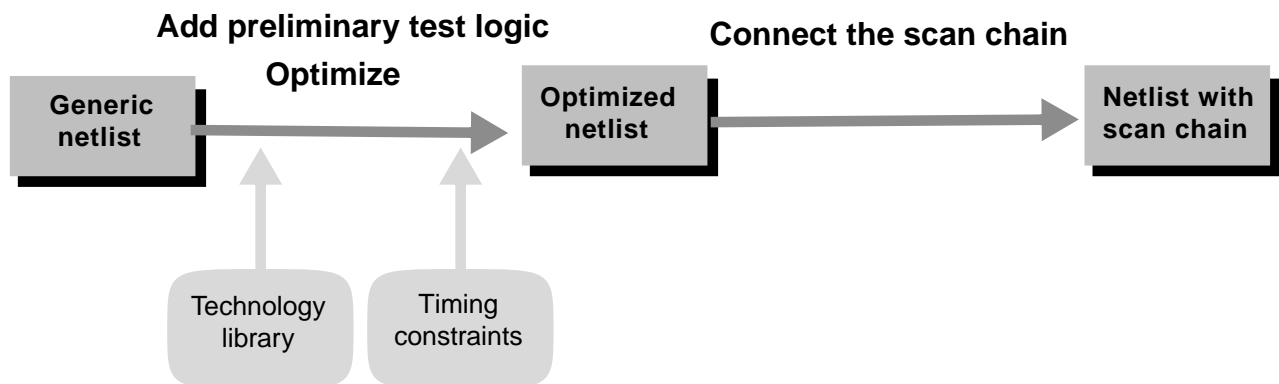 Add preliminary test logic
Optimize
Connect the scan chain
Generic
netlist
Optimized
netlist
Netlist with
scan chain
Technology
library
Timing
constraints